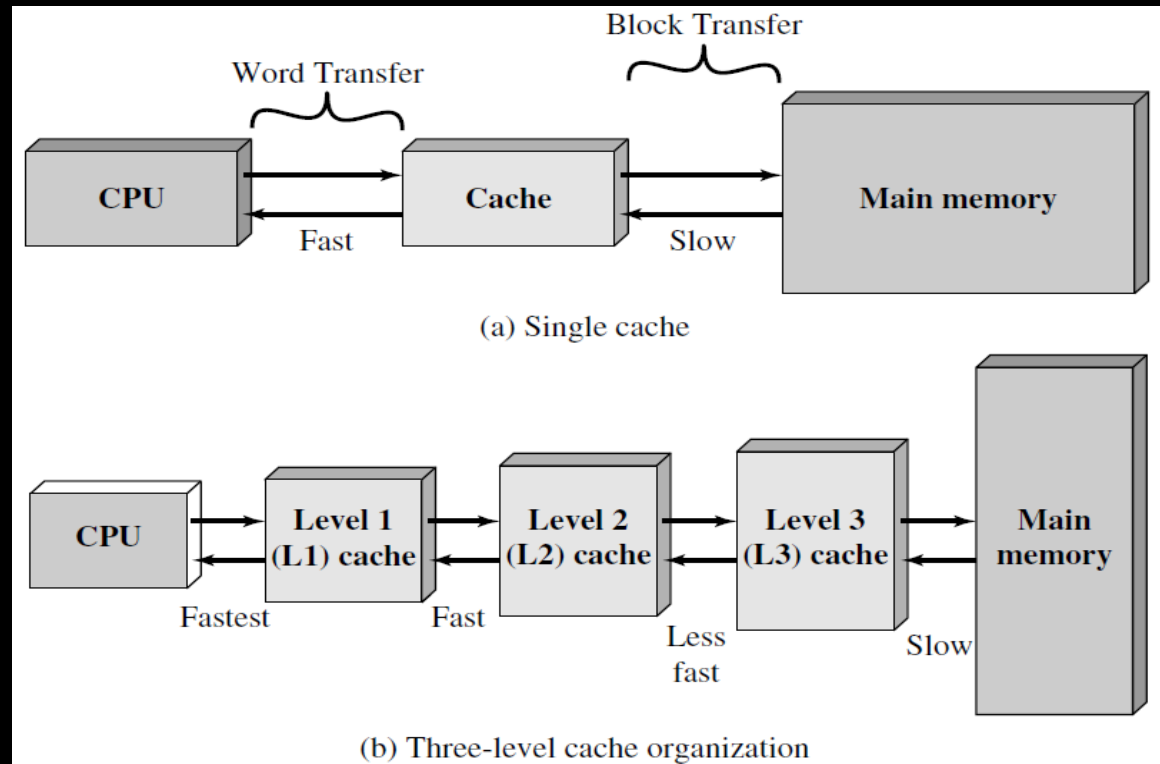 Block Transfer
Word Transfer
CPU
Cache
Main memory
Fast
Slow
(a) Single cache
CPU
Level 1
(L1) cache
Level 2
(L2) cache
Level 3
(L3) cache
Main
memory
Fastest
Fast
Less
fast
Slow
(b) Three-level cache organization